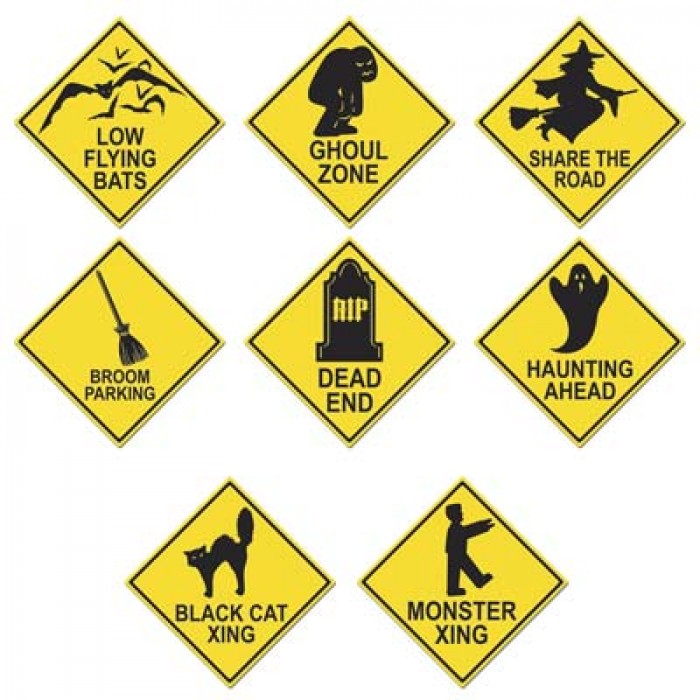 LOW
FLYING
BATS
GHOUL
ZONE
SHARE THE
ROAD
BROOM
PARKING
RIP
DEAD
END
HAUNTING
AHEAD
BLACK CAT
XING
MONSTER
XING